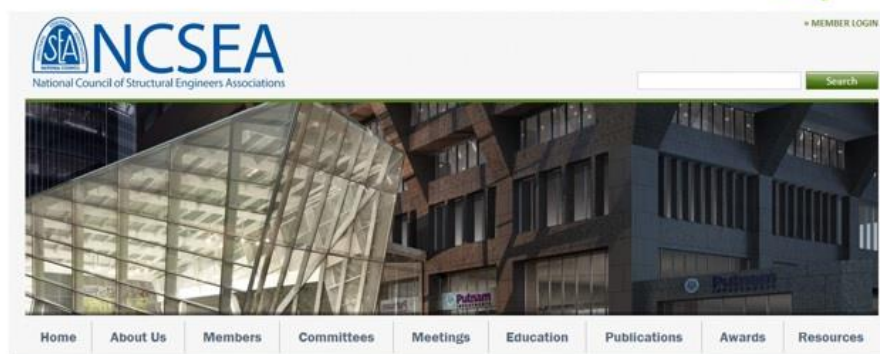 » MEMBER LOGIN
SEA
NATIONAL COUNCIL
NCSEA
National Council of Structural Engineers Associations
Search
Putnam
INVESTMENTS
Putnam
Home About Us Members Committees Meetings Education Publications Awards Resources